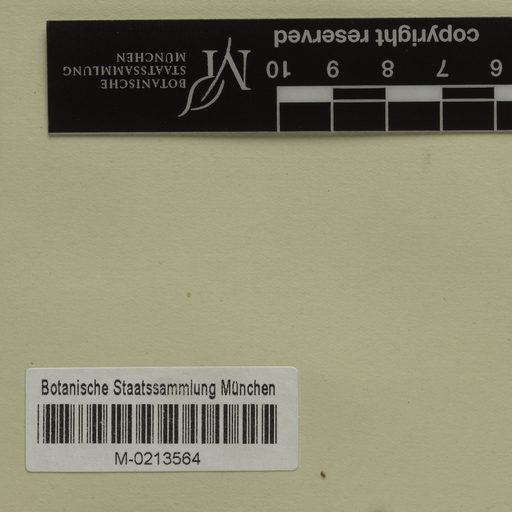 copyright reserved
10 9 8 7 6
BOTANISCHE
STAATSSAMMLUNG
MÜNCHEN
M
Botanische Staatssammlung München
M-0213564